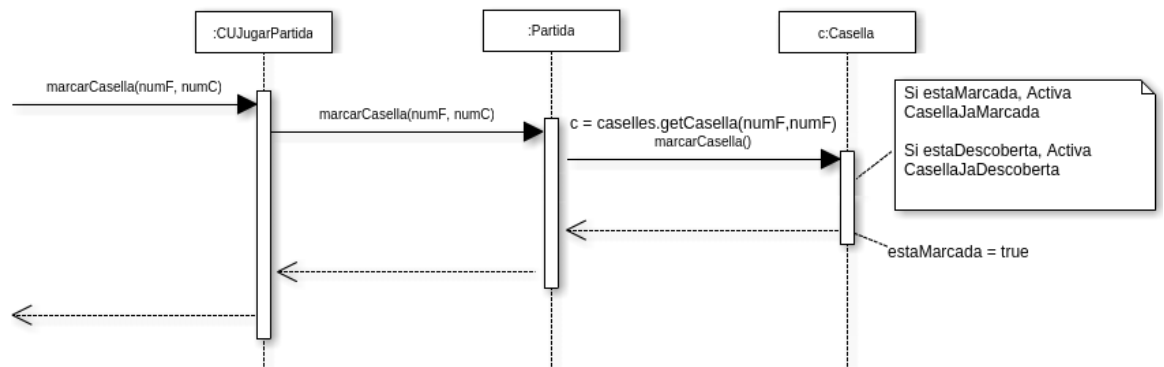 :CUJugarPartida
:Partida
c:Casella
marcarCasella(numF, numC)
marcarCasella(numF, numC)
c = caselles.getCasella(numF,numF)
marcarCasella()
Si estaMarcada, Activa
CasellaJaMarcada
Si estaDescoberta, Activa
CasellaJaDescoberta
estaMarcada = true